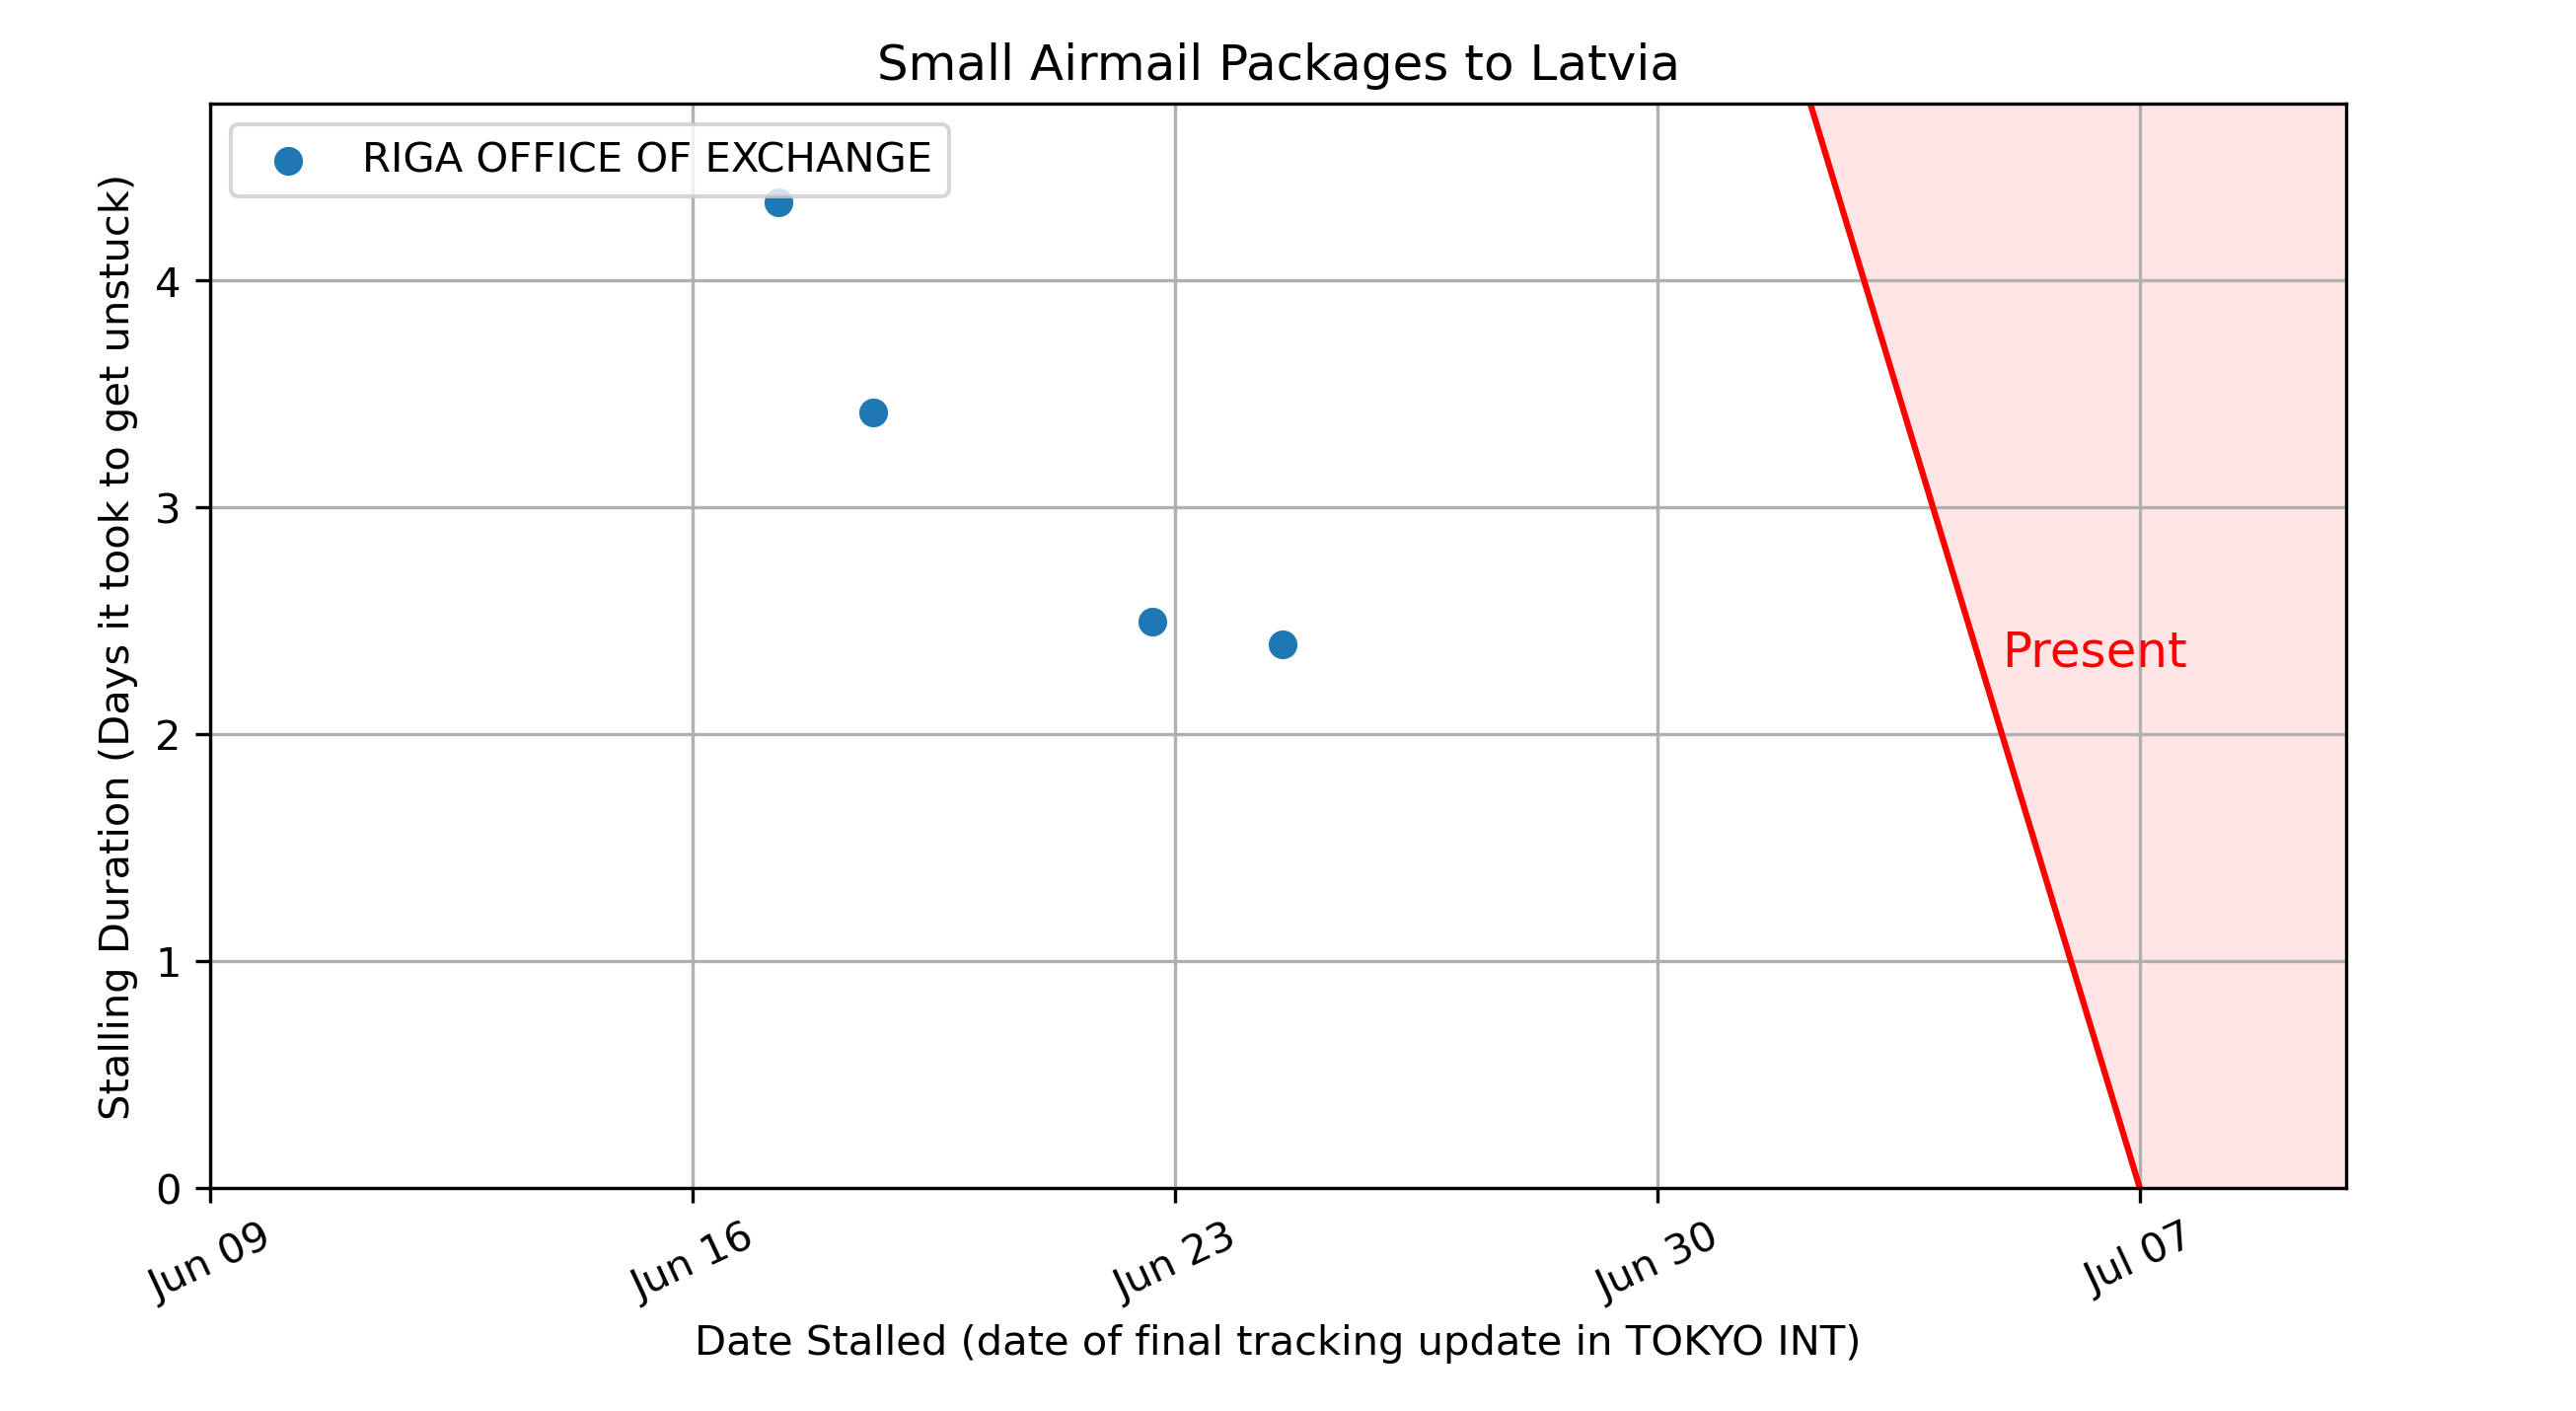 Small Airmail Packages to Latvia
RIGA OFFICE OF EXCHANGE
Stalling Duration (Days it took to get unstuck)
4
3
2
1
0
Present
Jun 09
Jun 16
Jun 23
Jun 30
Jul 07
Date Stalled (date of final tracking update in TOKYO INT)